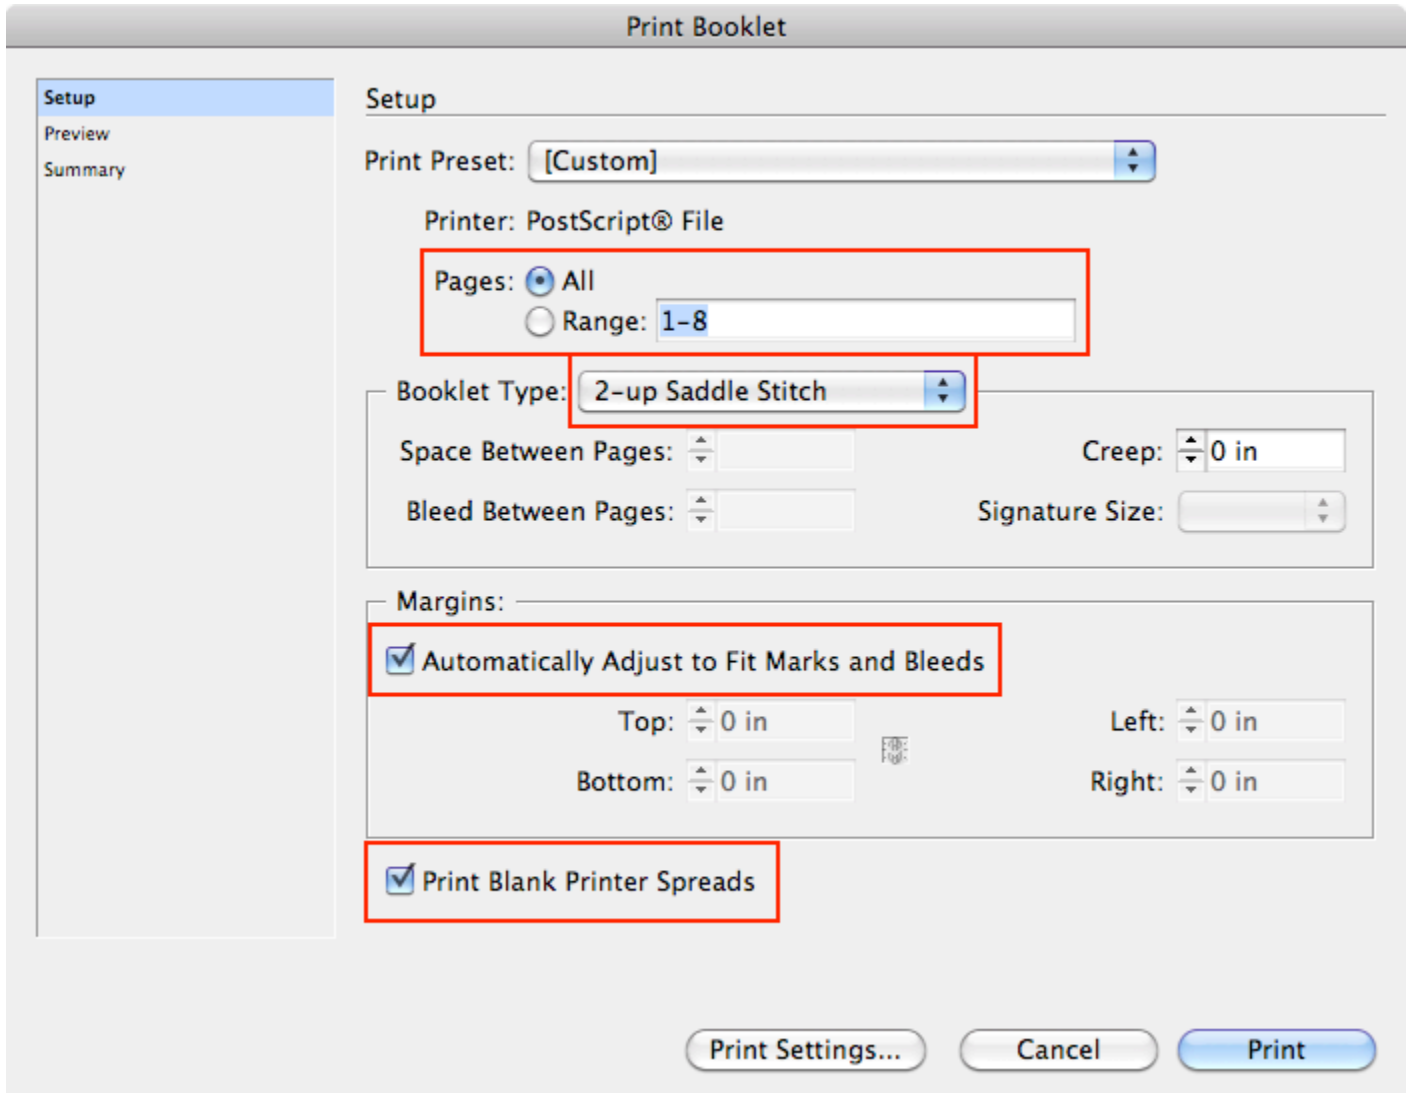 Print Booklet
Setup
Preview
Summary
Setup
Print Preset: [Custom]
Printer: PostScript® File
Pages: All
Range: 1-8
Booklet Type: 2-up Saddle Stitch
Space Between Pages: Creep: 0 in
Bleed Between Pages: Signature Size:
Margins:
Automatically Adjust to Fit Marks and Bleeds
Top: 0 in Left: 0 in
Bottom: 0 in Right: 0 in
Print Blank Printer Spreads
Print Settings... Cancel Print